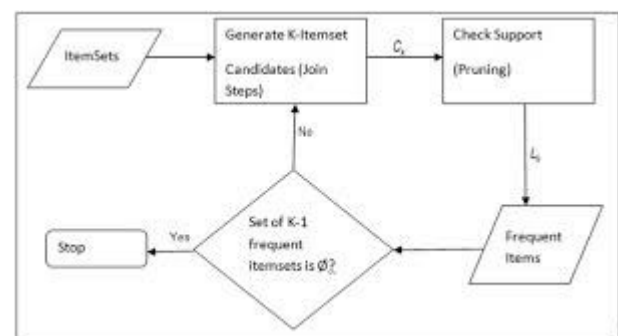 ItemSets
Generate K-Itemset
Candidates (Join
Steps)
Cₖ
Check Support
(Pruning)
Lₖ
Frequent
Items
Set of K-1
frequent
itemsets is Ø?
No
Yes
Stop